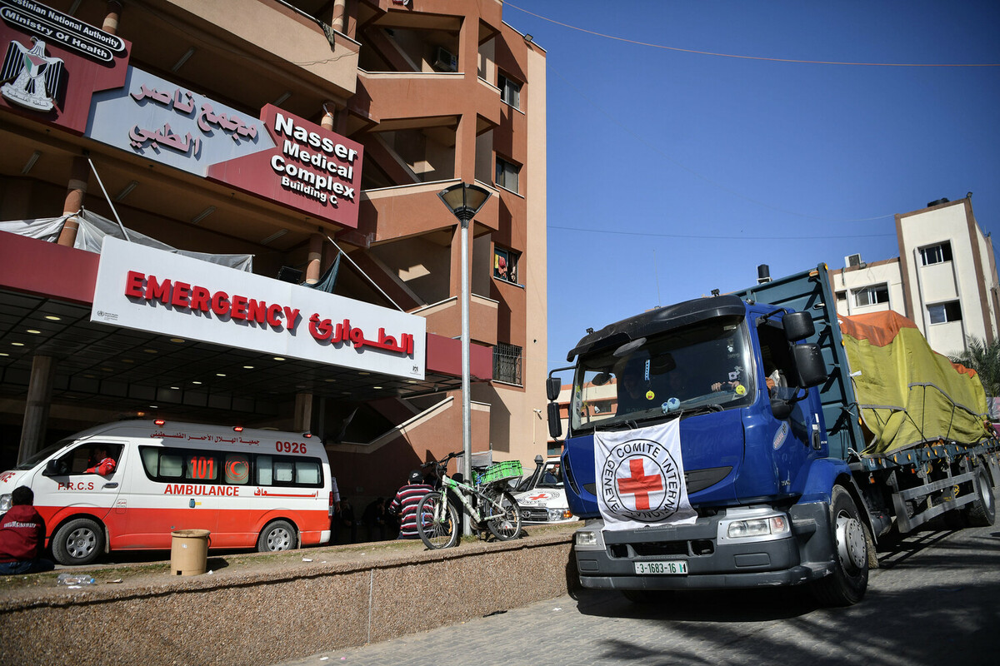 stinian National Authority
Ministry Of Health
مجمع ناصر
الطبي
Nasser
Medical
Complex
Building C
EMERGENCY الطوارئ
جمعية الهلال الأحمر الفلسطيني
0926
101
P.R.C.S
AMBULANCE إسعاف
COMITE INTERNATIONAL
GENEVE
3-1683-16